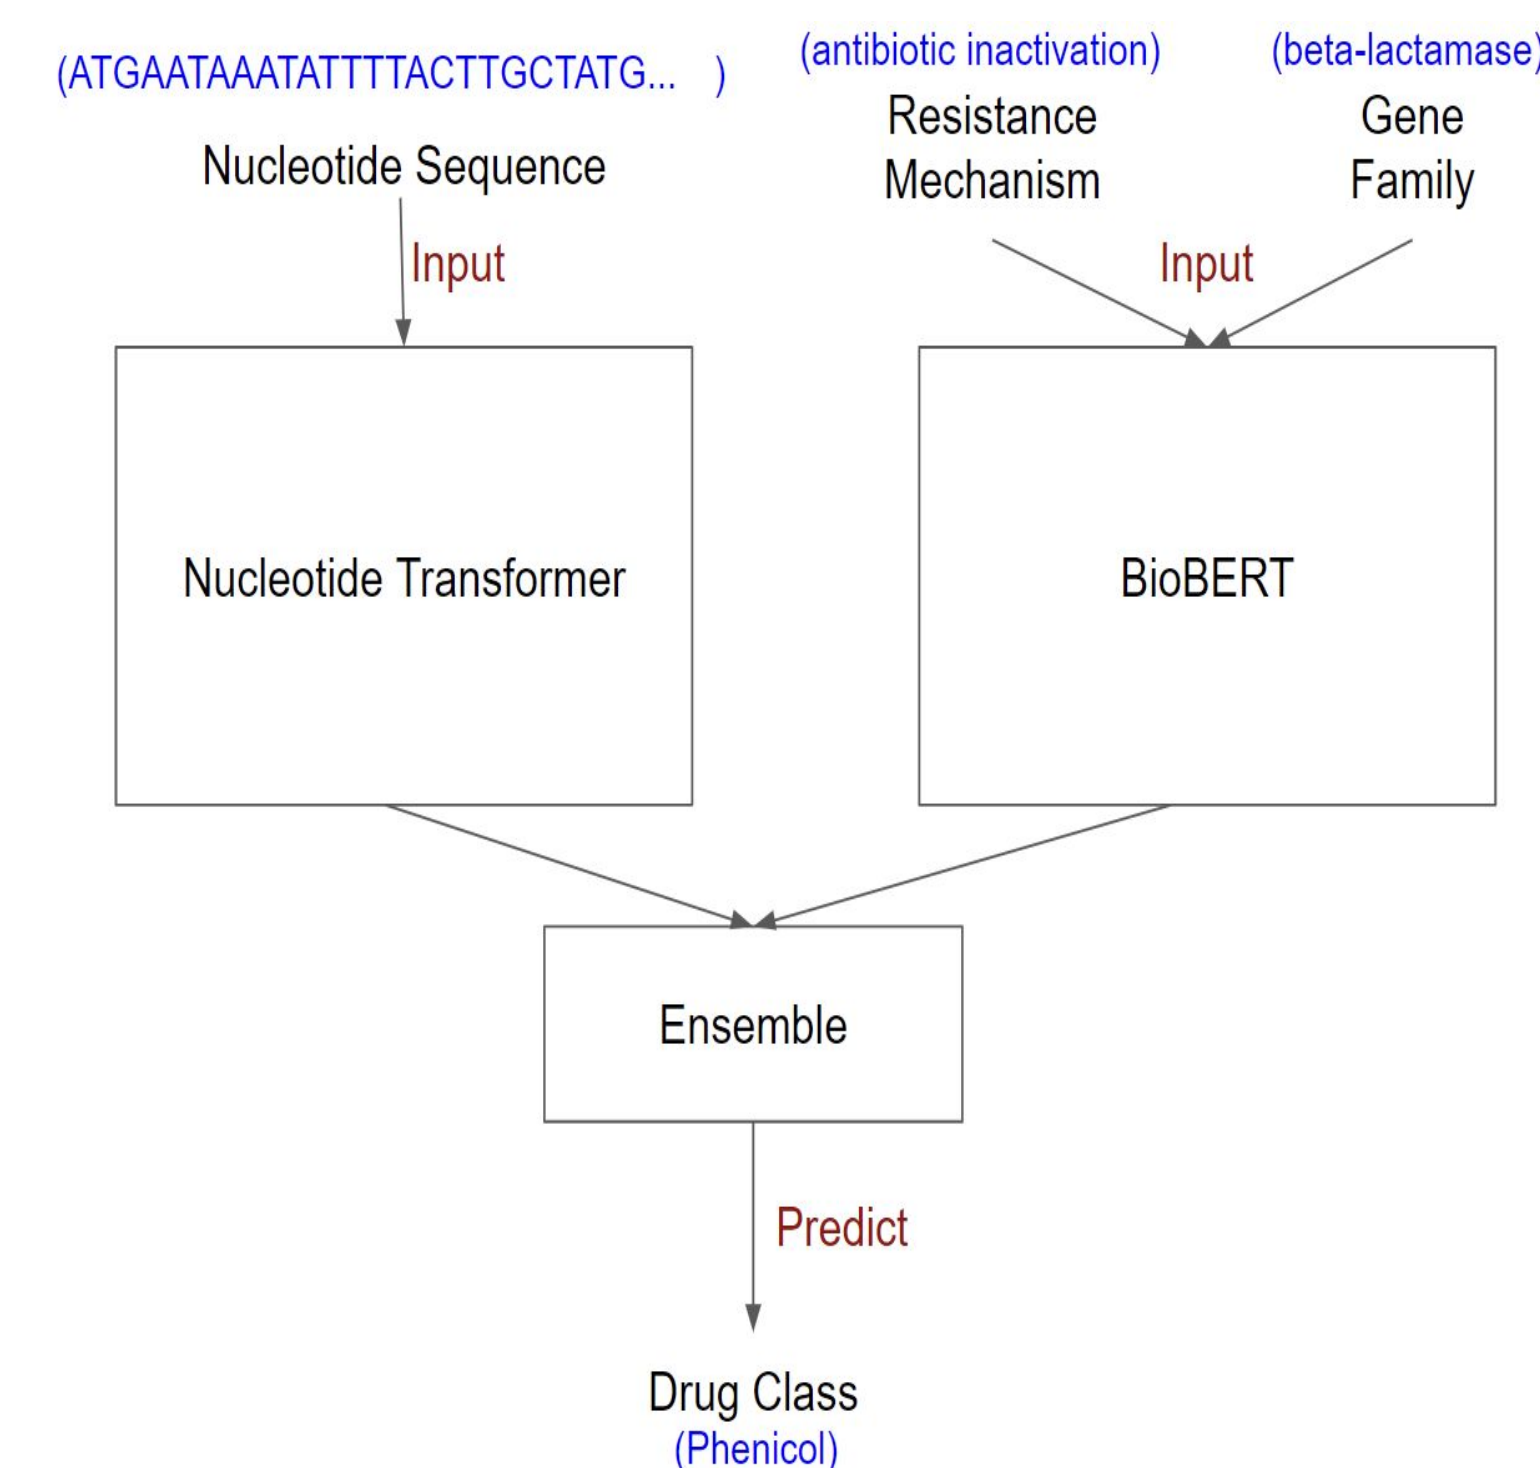 (ATGAATAAATATTTTACTTGCTATG... )
Nucleotide Sequence
Input
(antibiotic inactivation)
Resistance
Mechanism
(beta-lactamase)
Gene
Family
Input
Nucleotide Transformer
BioBERT
Ensemble
Predict
Drug Class
(Phenicol)